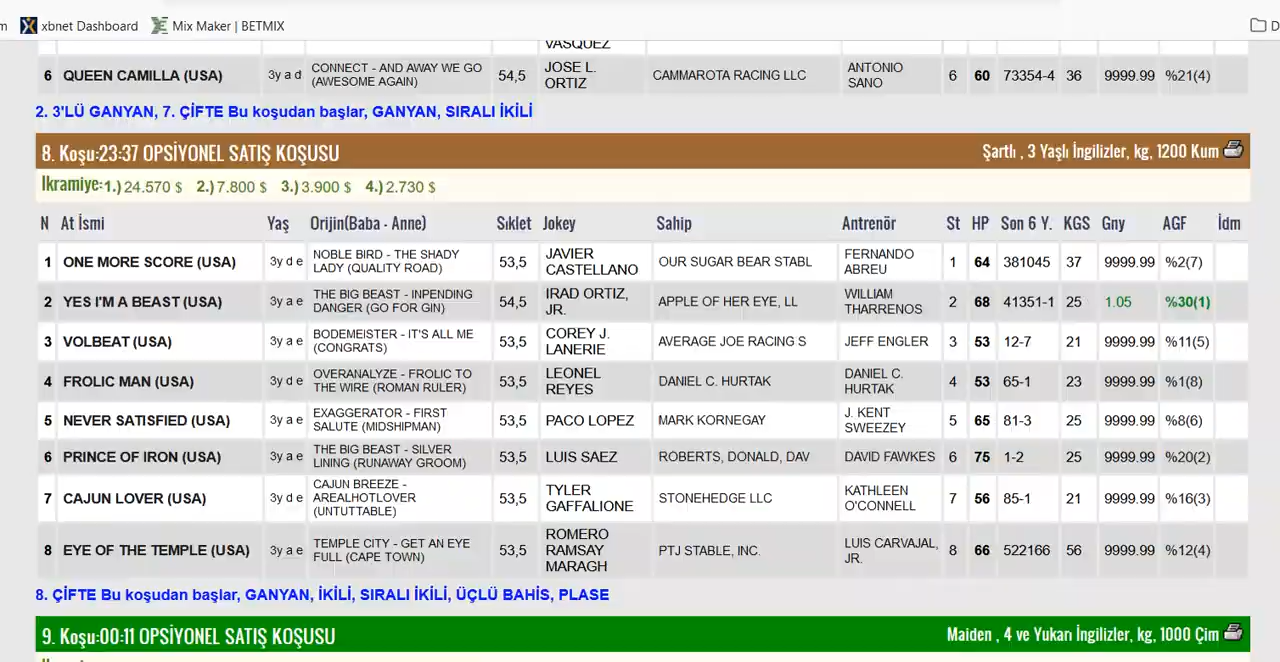 m xbnet Dashboard Mix Maker | BETMIX D
VASQUEZ
6 QUEEN CAMILLA (USA) 3y a d CONNECT - AND AWAY WE GO (AWESOME AGAIN) 54,5 JOSE L. ORTIZ CAMMAROTA RACING LLC ANTONIO SANO 6 60 73354-4 36 9999.99 %21(4)
2. 3'LÜ GANYAN, 7. ÇİFTE Bu koşudan başlar, GANYAN, SIRALI İKİLİ
8. Koşu:23:37 OPSİYONEL SATIŞ KOŞUSU Şartlı , 3 Yaşlı İngilizler, kg, 1200 Kum
İkramiye:1.) 24.570 $ 2.) 7.800 $ 3.) 3.900 $ 4.) 2.730 $
N At İsmi Yaş Orijin(Baba - Anne) Sıklet Jokey Sahip Antrenör St HP Son 6 Y. KGS Gny AGF İdm
1 ONE MORE SCORE (USA) 3y d e NOBLE BIRD - THE SHADY LADY (QUALITY ROAD) 53,5 JAVIER CASTELLANO OUR SUGAR BEAR STABL FERNANDO ABREU 1 64 381045 37 9999.99 %2(7)
2 YES I'M A BEAST (USA) 3y a e THE BIG BEAST - INPENDING DANGER (GO FOR GIN) 54,5 IRAD ORTIZ, JR. APPLE OF HER EYE, LL WILLIAM THARRENOS 2 68 41351-1 25 1.05 %30(1)
3 VOLBEAT (USA) 3y a e BODEMEISTER - IT'S ALL ME (CONGRATS) 53,5 COREY J. LANERIE AVERAGE JOE RACING S JEFF ENGLER 3 53 12-7 21 9999.99 %11(5)
4 FROLIC MAN (USA) 3y d e OVERANALYZE - FROLIC TO THE WIRE (ROMAN RULER) 53,5 LEONEL REYES DANIEL C. HURTAK DANIEL C. HURTAK 4 53 65-1 23 9999.99 %1(8)
5 NEVER SATISFIED (USA) 3y a e EXAGGERATOR - FIRST SALUTE (MIDSHIPMAN) 53,5 PACO LOPEZ MARK KORNEGAY J. KENT SWEEZEY 5 65 81-3 25 9999.99 %8(6)
6 PRINCE OF IRON (USA) 3y a e THE BIG BEAST - SILVER LINING (RUNAWAY GROOM) 53,5 LUIS SAEZ ROBERTS, DONALD, DAV DAVID FAWKES 6 75 1-2 25 9999.99 %20(2)
7 CAJUN LOVER (USA) 3y d e CAJUN BREEZE - AREALHOTLOVER (UNTUTTABLE) 53,5 TYLER GAFFALIONE STONEHEDGE LLC KATHLEEN O'CONNELL 7 56 85-1 21 9999.99 %16(3)
8 EYE OF THE TEMPLE (USA) 3y a e TEMPLE CITY - GET AN EYE FULL (CAPE TOWN) 53,5 ROMERO RAMSAY MARAGH PTJ STABLE, INC. LUIS CARVAJAL, JR. 8 66 522166 56 9999.99 %12(4)
8. ÇİFTE Bu koşudan başlar, GANYAN, İKİLİ, SIRALI İKİLİ, ÜÇLÜ BAHİS, PLASE
9. Koşu:00:11 OPSİYONEL SATIŞ KOŞUSU Maiden , 4 ve Yukarı İngilizler, kg, 1000 Çim